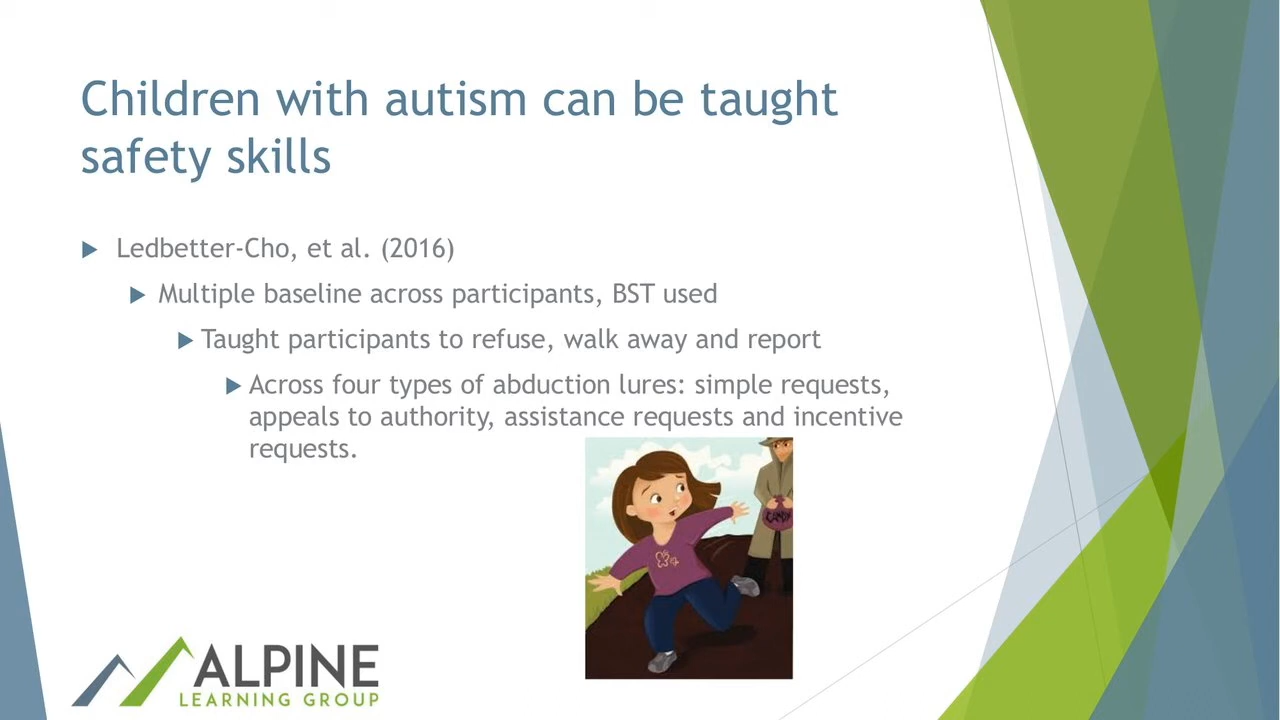 Children with autism can be taught
safety skills
Ledbetter-Cho, et al. (2016)
Multiple baseline across participants, BST used
Taught participants to refuse, walk away and report
Across four types of abduction lures: simple requests,
appeals to authority, assistance requests and incentive
requests.
CANDY
ALPINE
LEARNING GROUP